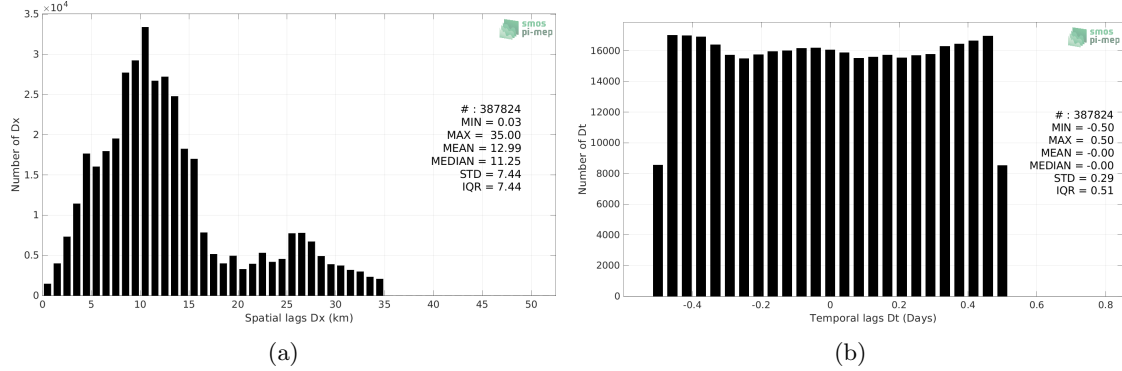 ×10⁴
3.5
3
2.5
2
1.5
1
0.5
0
Number of Dx
smos
pi-mep
# : 387824
MIN = 0.03
MAX = 35.00
MEAN = 12.99
MEDIAN = 11.25
STD = 7.44
IQR = 7.44
0 5 10 15 20 25 30 35 40 45 50
Spatial lags Dx (km)
(a)
16000
14000
12000
10000
8000
6000
4000
2000
0
Number of Dt
smos
pi-mep
# : 387824
MIN = -0.50
MAX = 0.50
MEAN = -0.00
MEDIAN = -0.00
STD = 0.29
IQR = 0.51
-0.4 -0.2 0 0.2 0.4 0.6 0.8
Temporal lags Dt (Days)
(b)